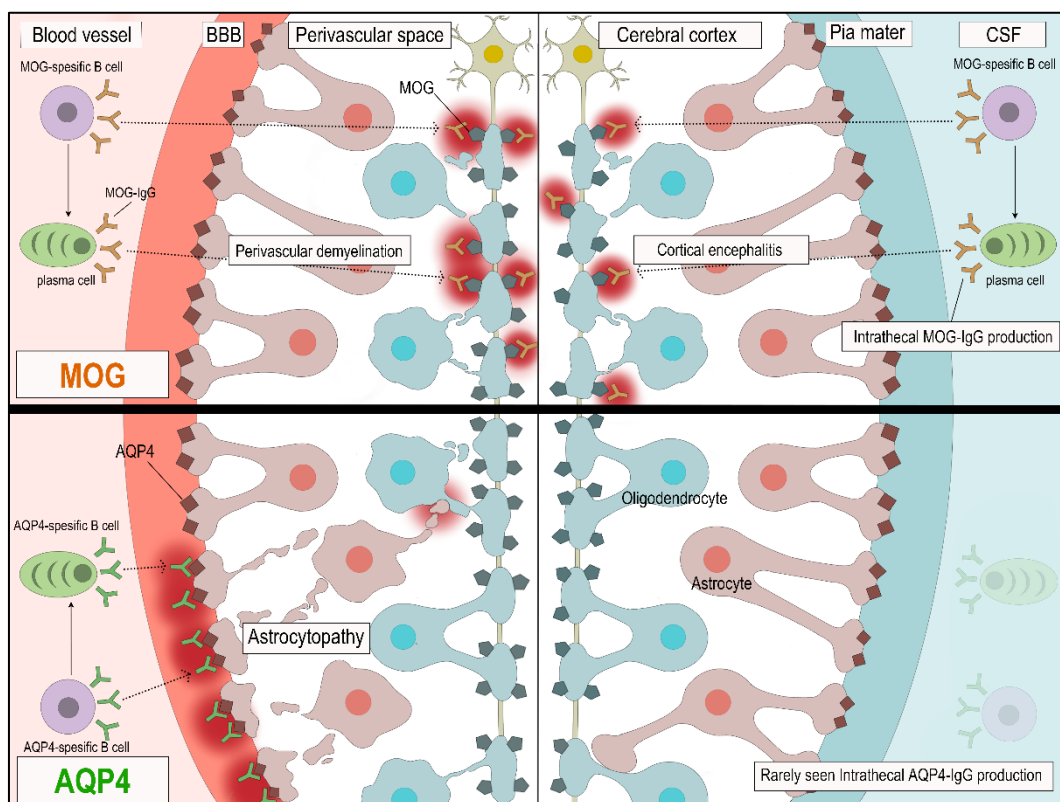 Blood vessel
BBB
Perivascular space
Cerebral cortex
Pia mater
CSF
MOG-spesific B cell
MOG
MOG-spesific B cell
MOG-IgG
Perivascular demyelination
Cortical encephalitis
plasma cell
plasma cell
Intrathecal MOG-IgG production
MOG
AQP4
AQP4-spesific B cell
Oligodendrocyte
Astrocyte
Astrocytopathy
AQP4-spesific B cell
AQP4
Rarely seen Intrathecal AQP4-IgG production